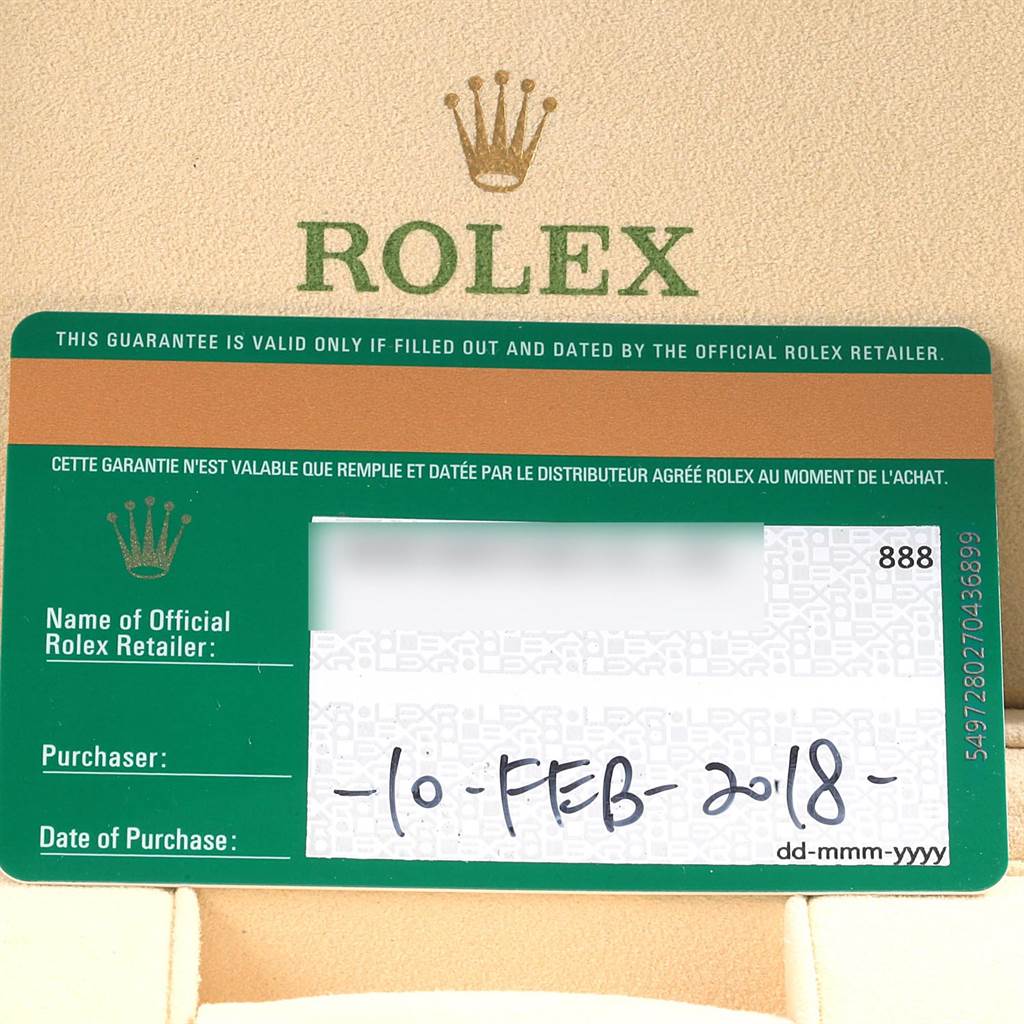 ROLEX
THIS GUARANTEE IS VALID ONLY IF FILLED OUT AND DATED BY THE OFFICIAL ROLEX RETAILER.
CETTE GARANTIE N'EST VALABLE QUE REMPLIE ET DATÉE PAR LE DISTRIBUTEUR AGRÉÉ ROLEX AU MOMENT DE L'ACHAT.
888
Name of Official
Rolex Retailer:
Purchaser:
-10-FEB-2018-
Date of Purchase:
dd-mmm-yyyy
5497280270436899